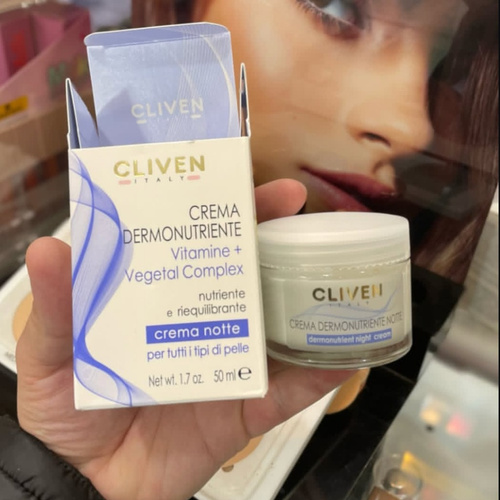 CLIVEN
CLIVEN
ITALY
CREMA
DERMONUTRIENTE
Vitamine +
Vegetal Complex
nutriente
e riequilibrante
crema notte
per tutti i tipi di pelle
Net wt. 1.7 oz. 50 ml ℮
CLIVEN
ITALY
CREMA DERMONUTRIENTE NOTTE
dermonutrient night cream